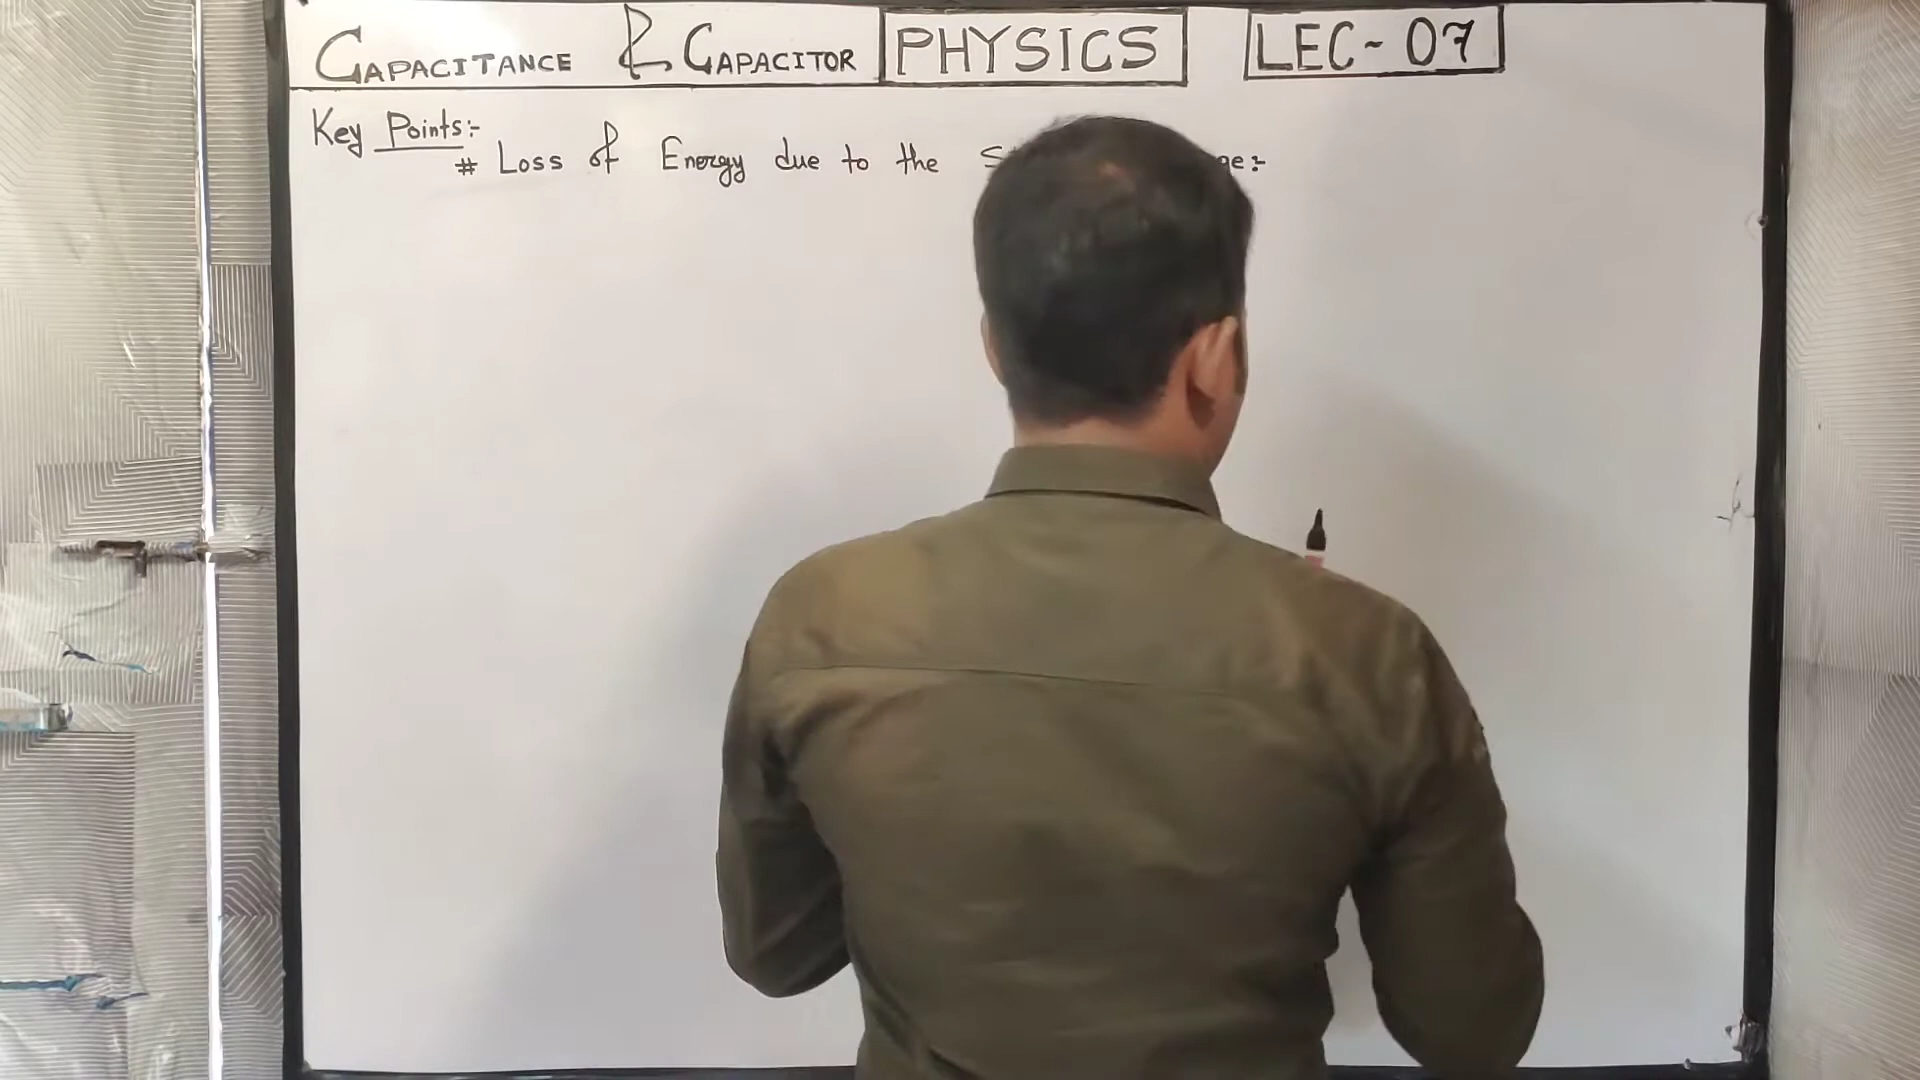 CAPACITANCE & CAPACITOR PHYSICS LEC- 07
Key Points:-
# Loss of Energy due to the